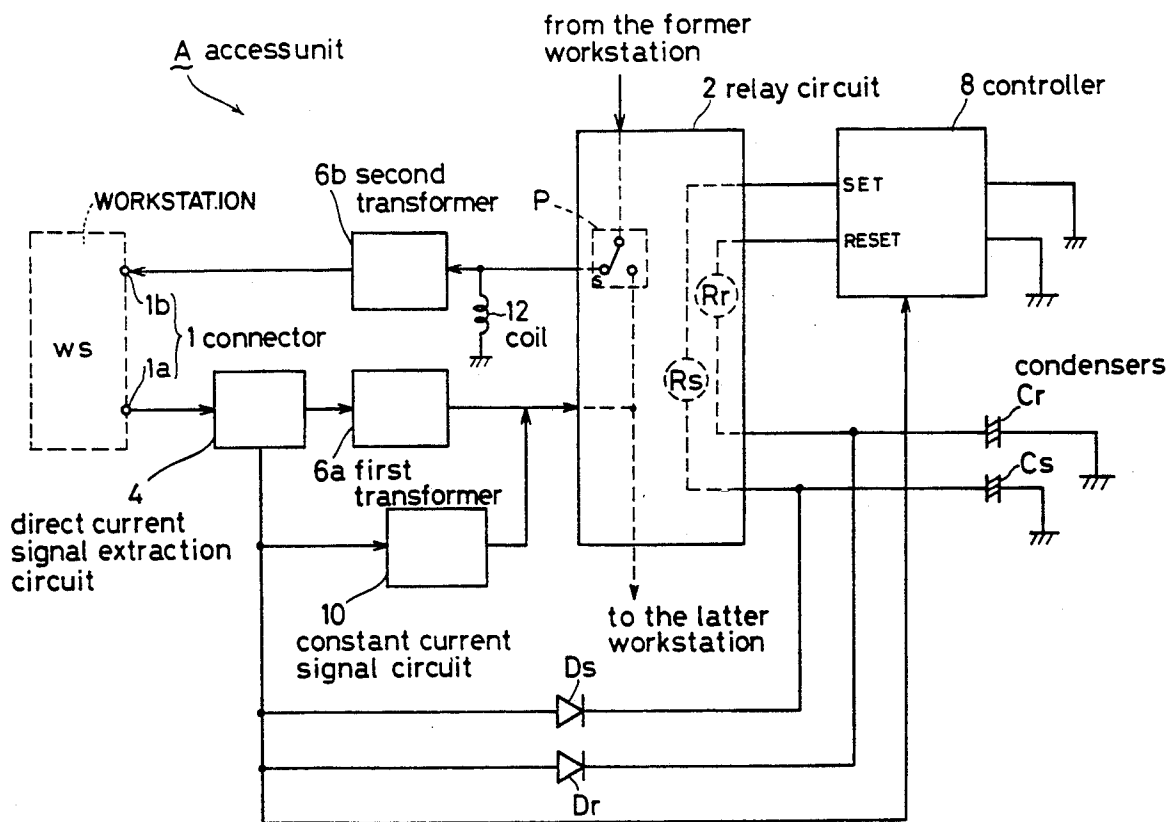 from the former
workstation
A accessunit
2 relay circuit
8 controller
6b second
transformer
WORKSTATION
P
SET
RESET
S
1b
12
coil
Rr
1 connector
ws
1a
Rs
condensers
Cr
Cs
4
6a first
transformer
direct current
signal extraction
circuit
10
constant current
signal circuit
to the latter
workstation
Ds
Dr